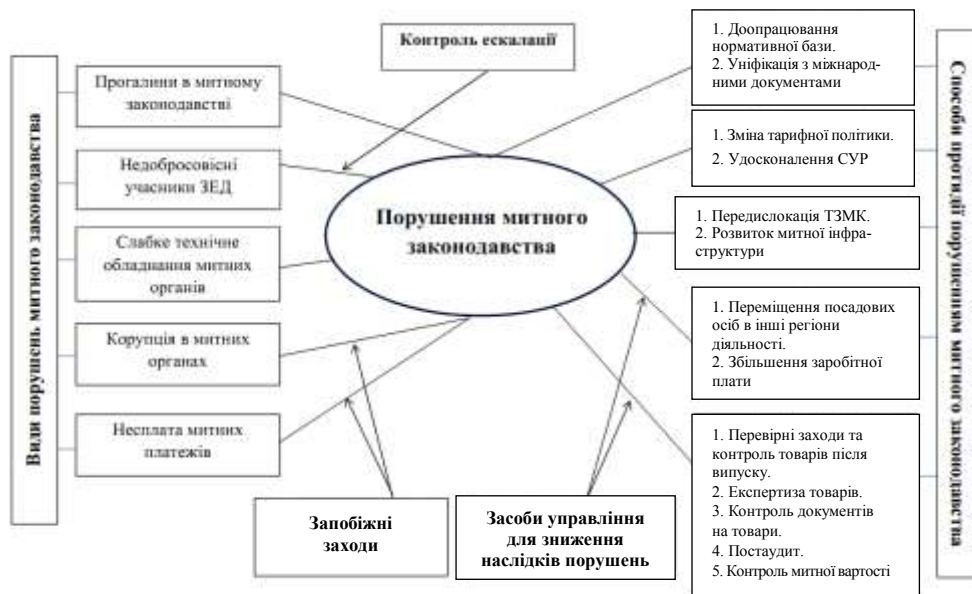 Види порушень митного законодавства
Прогалини в митному
законодавстві
Недобросовісні
учасники ЗЕД
Слабке технічне
обладнання митних
органів
Корупція в митних
органах
Несплата митних
платежів
Контроль ескалації
Порушення митного
законодавства
Запобіжні
заходи
Засоби управління
для зниження
наслідків порушень
1. Доопрацювання
нормативної бази.
2. Уніфікація з міжнарод-
ними документами
1. Зміна тарифної політики.
2. Удосконалення СУР
1. Передислокація ТЗМК.
2. Розвиток митної інфра-
структури
1. Переміщення посадових
осіб в інші регіони
діяльності.
2. Збільшення заробітної
плати
1. Перевірні заходи та
контроль товарів після
випуску.
2. Експертиза товарів.
3. Контроль документів
на товари.
4. Постаудит.
5. Контроль митної вартості
Способи протидії порушенням митного законодавства